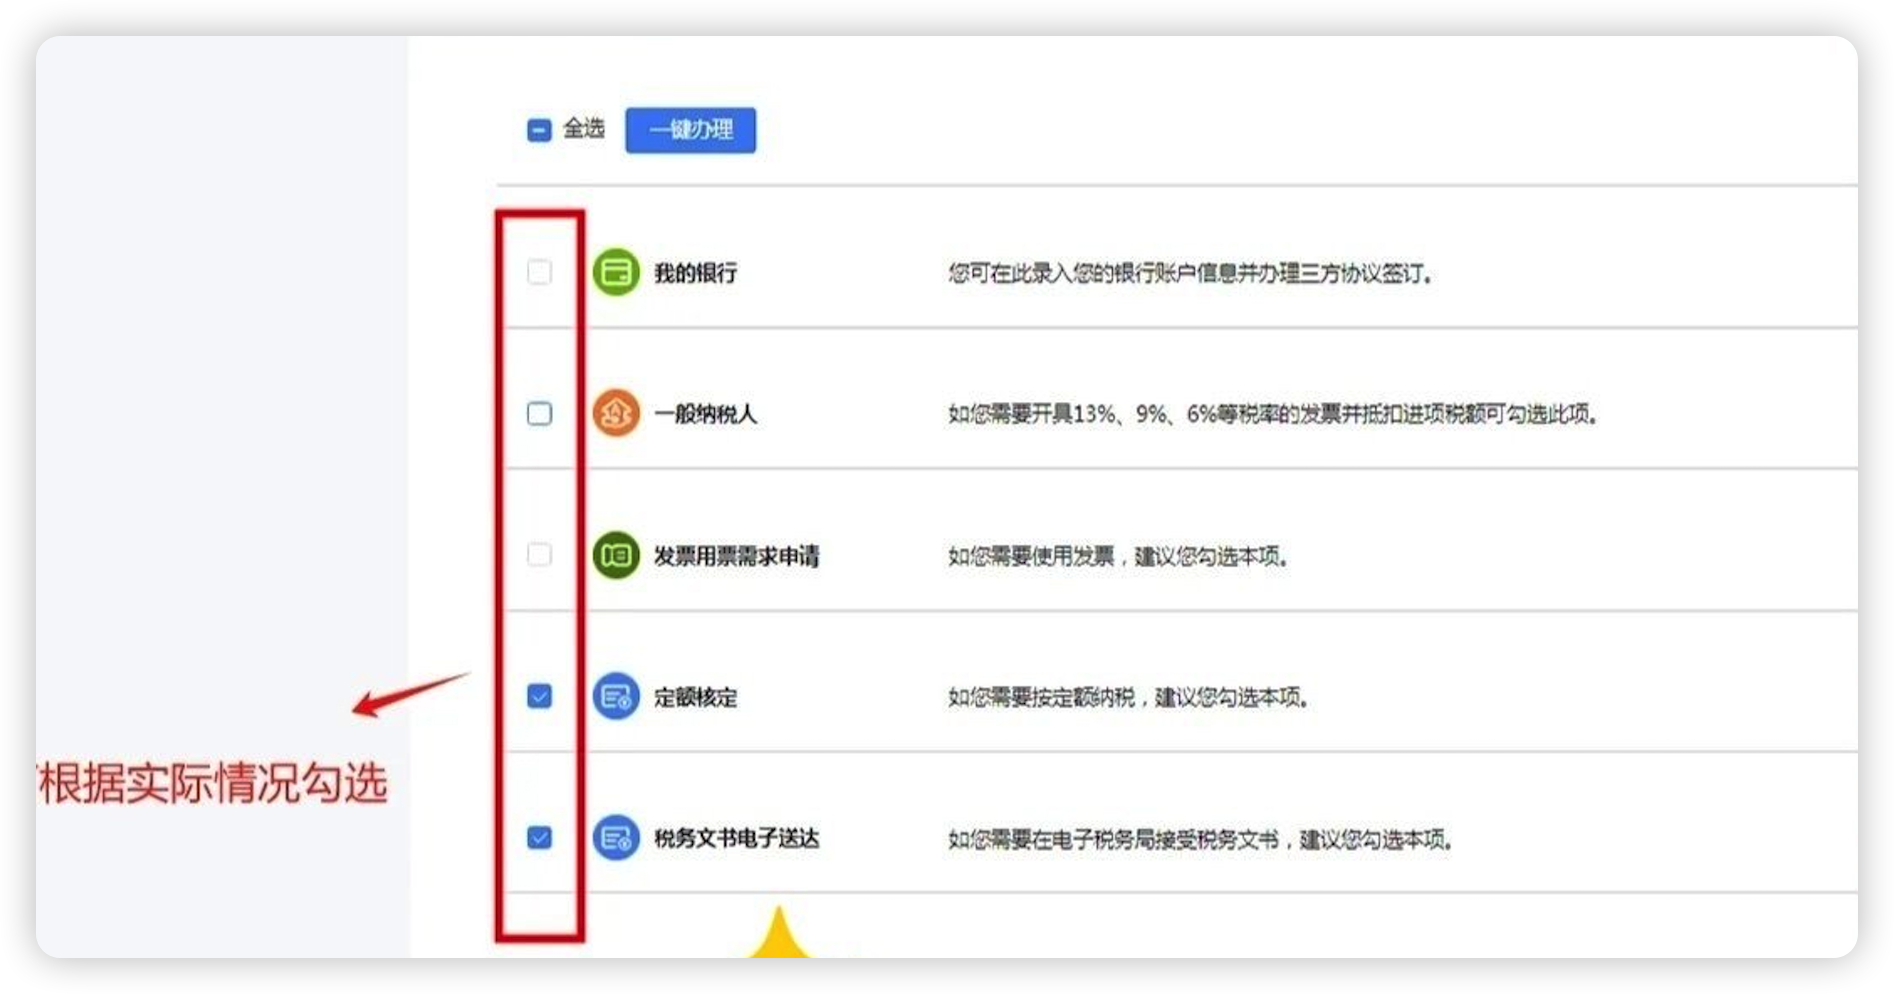 全选 一键办理
我的银行 您可在此录入您的银行账户信息并办理三方协议签订。
一般纳税人 如您需要开具13%、9%、6%等税率的发票并抵扣进项税额可勾选此项。
发票用票需求申请 如您需要使用发票，建议您勾选本项。
定额核定 如您需要按定额纳税，建议您勾选本项。
根据实际情况勾选
税务文书电子送达 如您需要在电子税务局接受税务文书，建议您勾选本项。